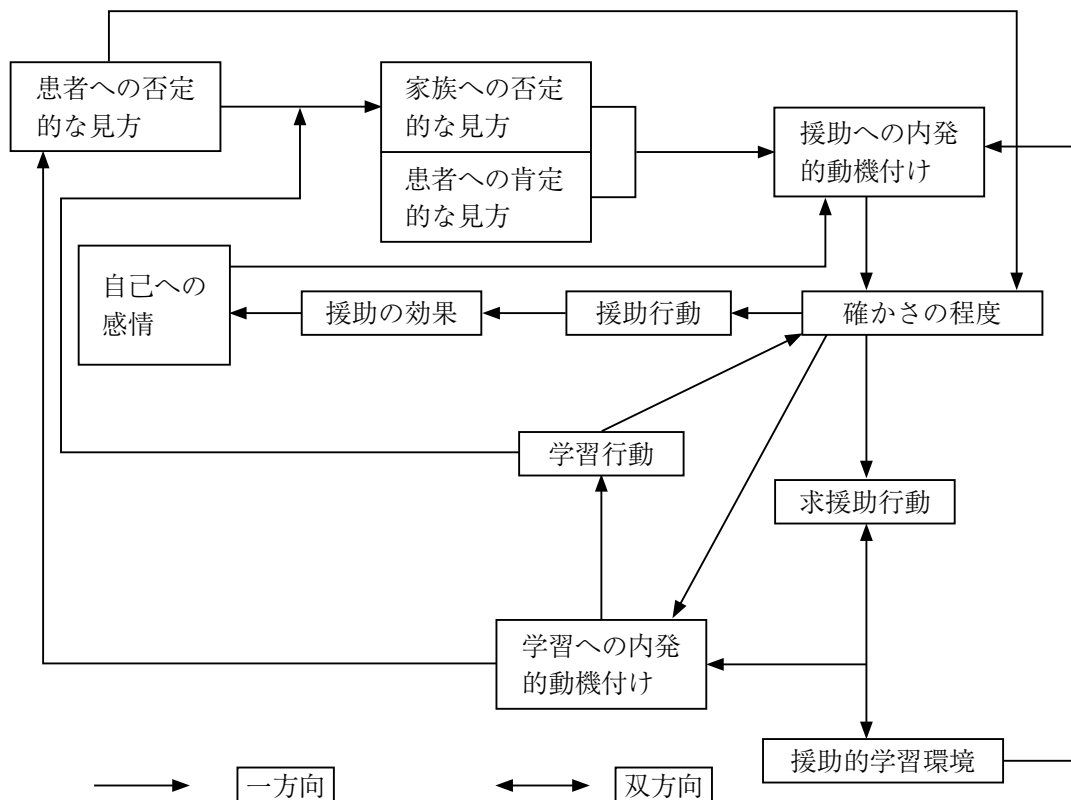 患者への否定
的な見方
家族への否定
的な見方
患者への肯定
的な見方
援助への内発
的動機付け
自己への
感情
援助の効果
援助行動
確かさの程度
学習行動
求援助行動
学習への内発
的動機付け
援助的学習環境
一方向
双方向